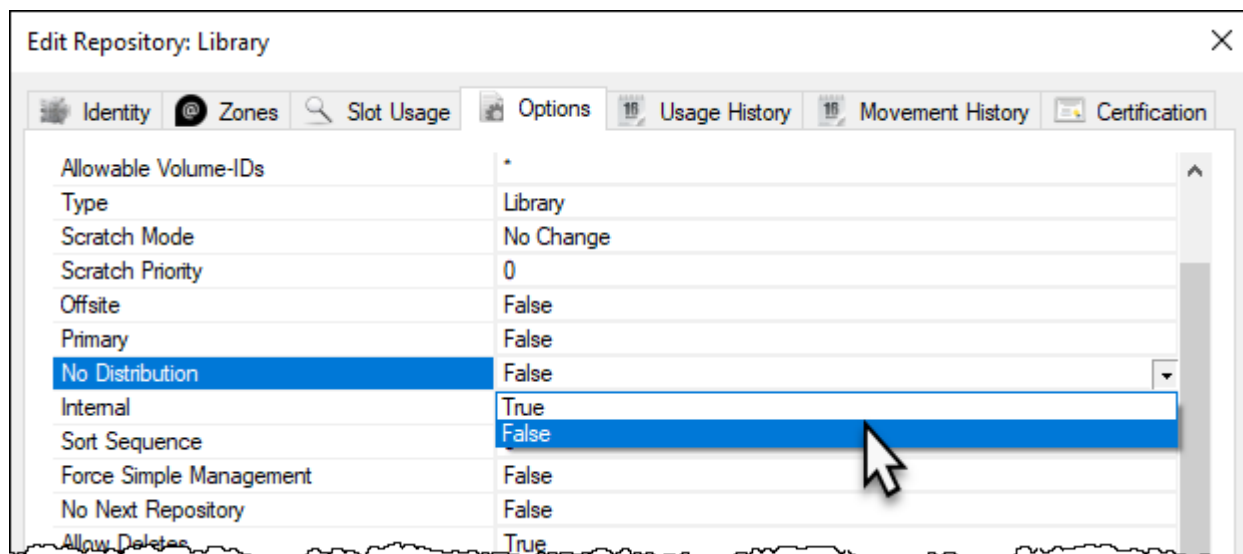 Edit Repository: Library
Identity Zones Slot Usage Options Usage History Movement History Certification
Allowable Volume-IDs *
Type Library
Scratch Mode No Change
Scratch Priority 0
Offsite False
Primary False
No Distribution False
Internal True
Sort Sequence False
Force Simple Management False
No Next Repository False
Allow Deletes True